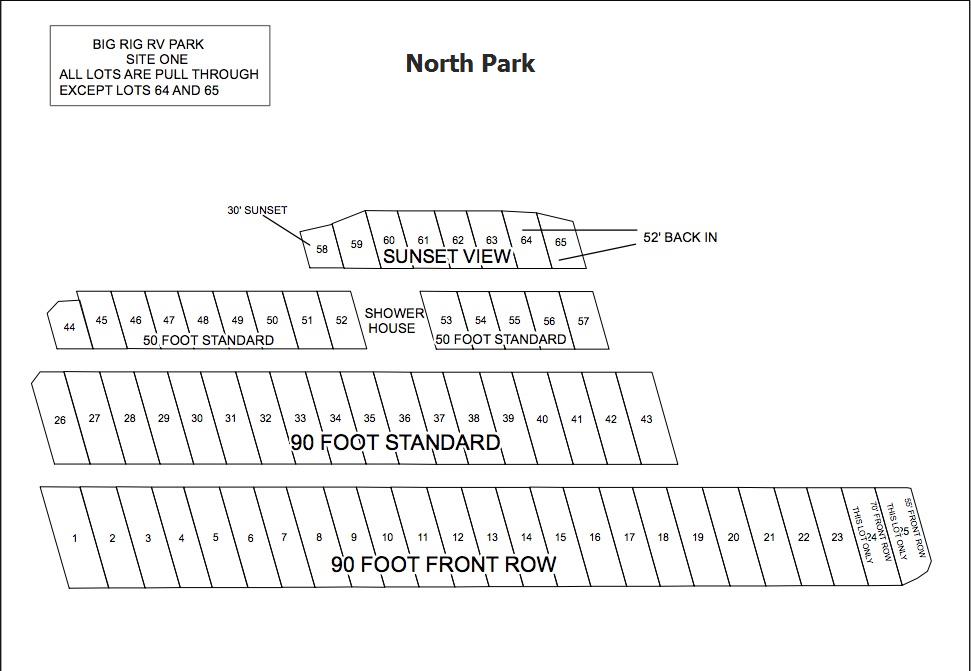 BIG RIG RV PARK
SITE ONE
ALL LOTS ARE PULL THROUGH
EXCEPT LOTS 64 AND 65
North Park
30' SUNSET
58 59 60 61 62 63 64 65
SUNSET VIEW
52' BACK IN
44 45 46 47 48 49 50 51 52
50 FOOT STANDARD
SHOWER
HOUSE
53 54 55 56 57
50 FOOT STANDARD
26 27 28 29 30 31 32 33 34 35 36 37 38 39 40 41 42 43
90 FOOT STANDARD
1 2 3 4 5 6 7 8 9 10 11 12 13 14 15 16 17 18 19 20 21 22 23 24 25
90 FOOT FRONT ROW
70' FRONT ROW
THIS LOT ONLY
55' FRONT ROW
THIS LOT ONLY